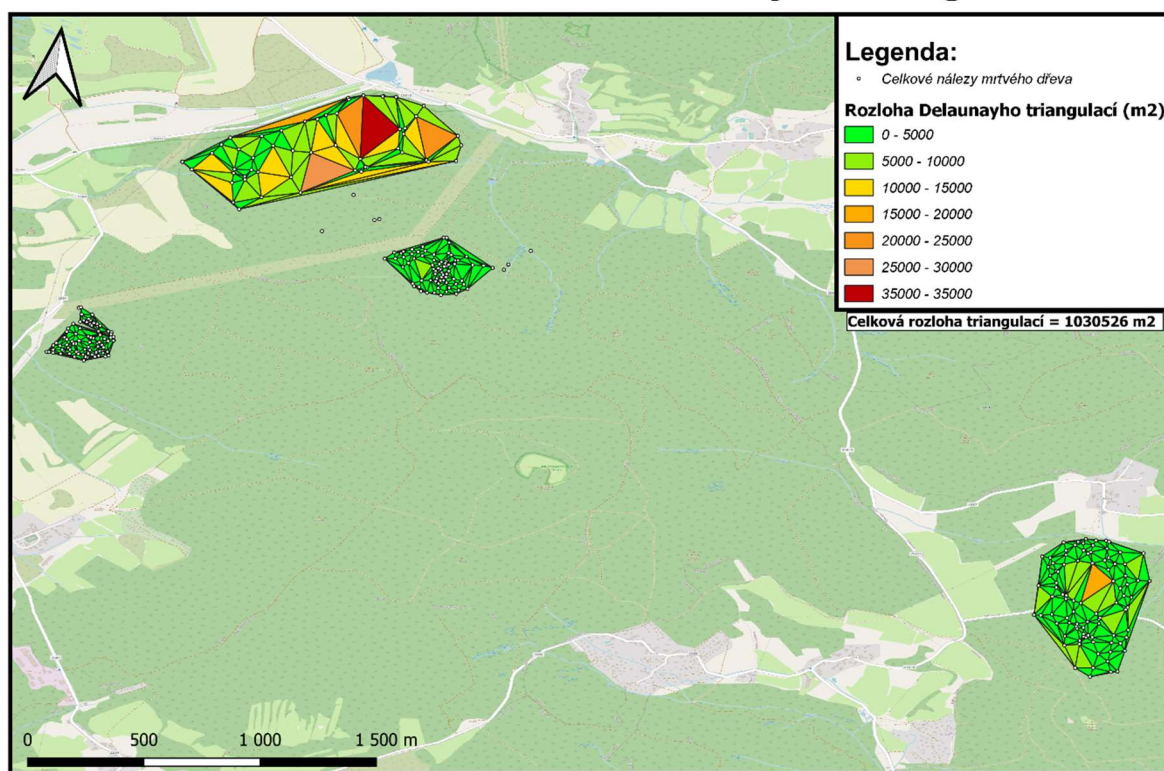 Legenda:
Celkové nálezy mrtvého dřeva
Rozloha Delaunayho triangulací (m2)
0 - 5000
5000 - 10000
10000 - 15000
15000 - 20000
20000 - 25000
25000 - 30000
35000 - 35000
Celková rozloha triangulací = 1030526 m2
0 500 1 000 1 500 m